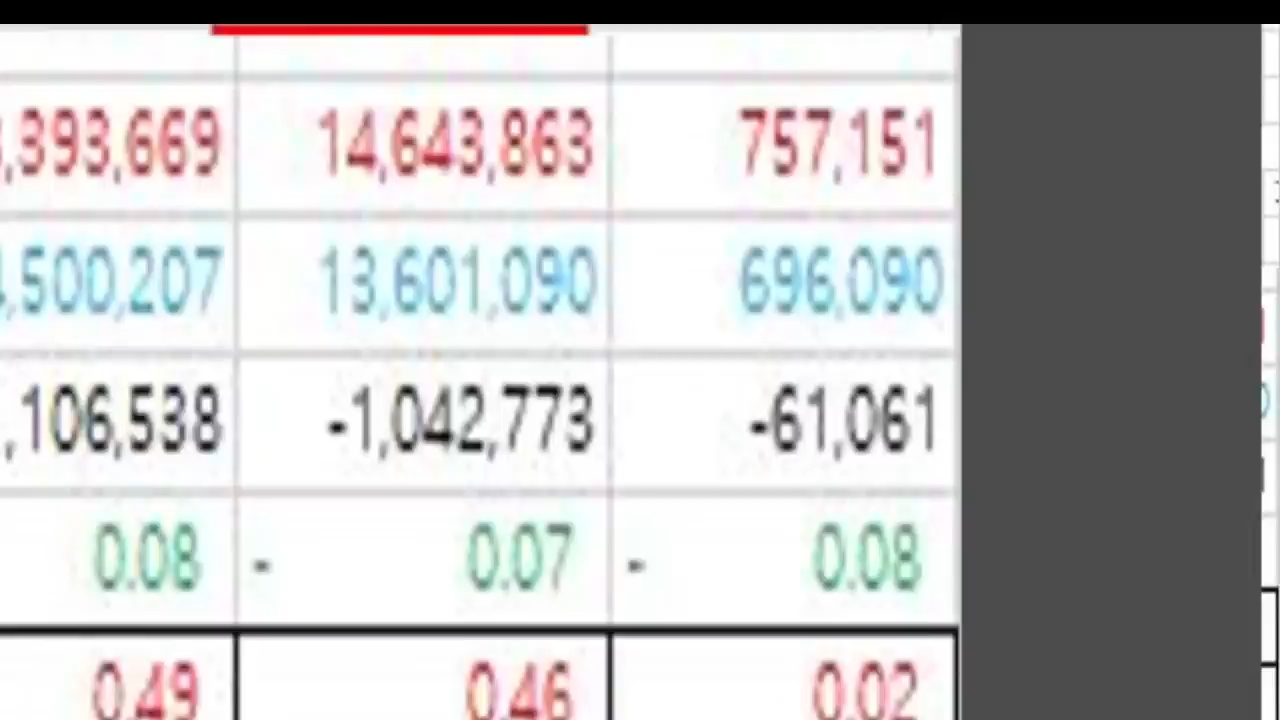 ,393,669 14,643,863 757,151
,500,207 13,601,090 696,090
,106,538 -1,042,773 -61,061
0.08 - 0.07 - 0.08
0.49 0.46 0.02